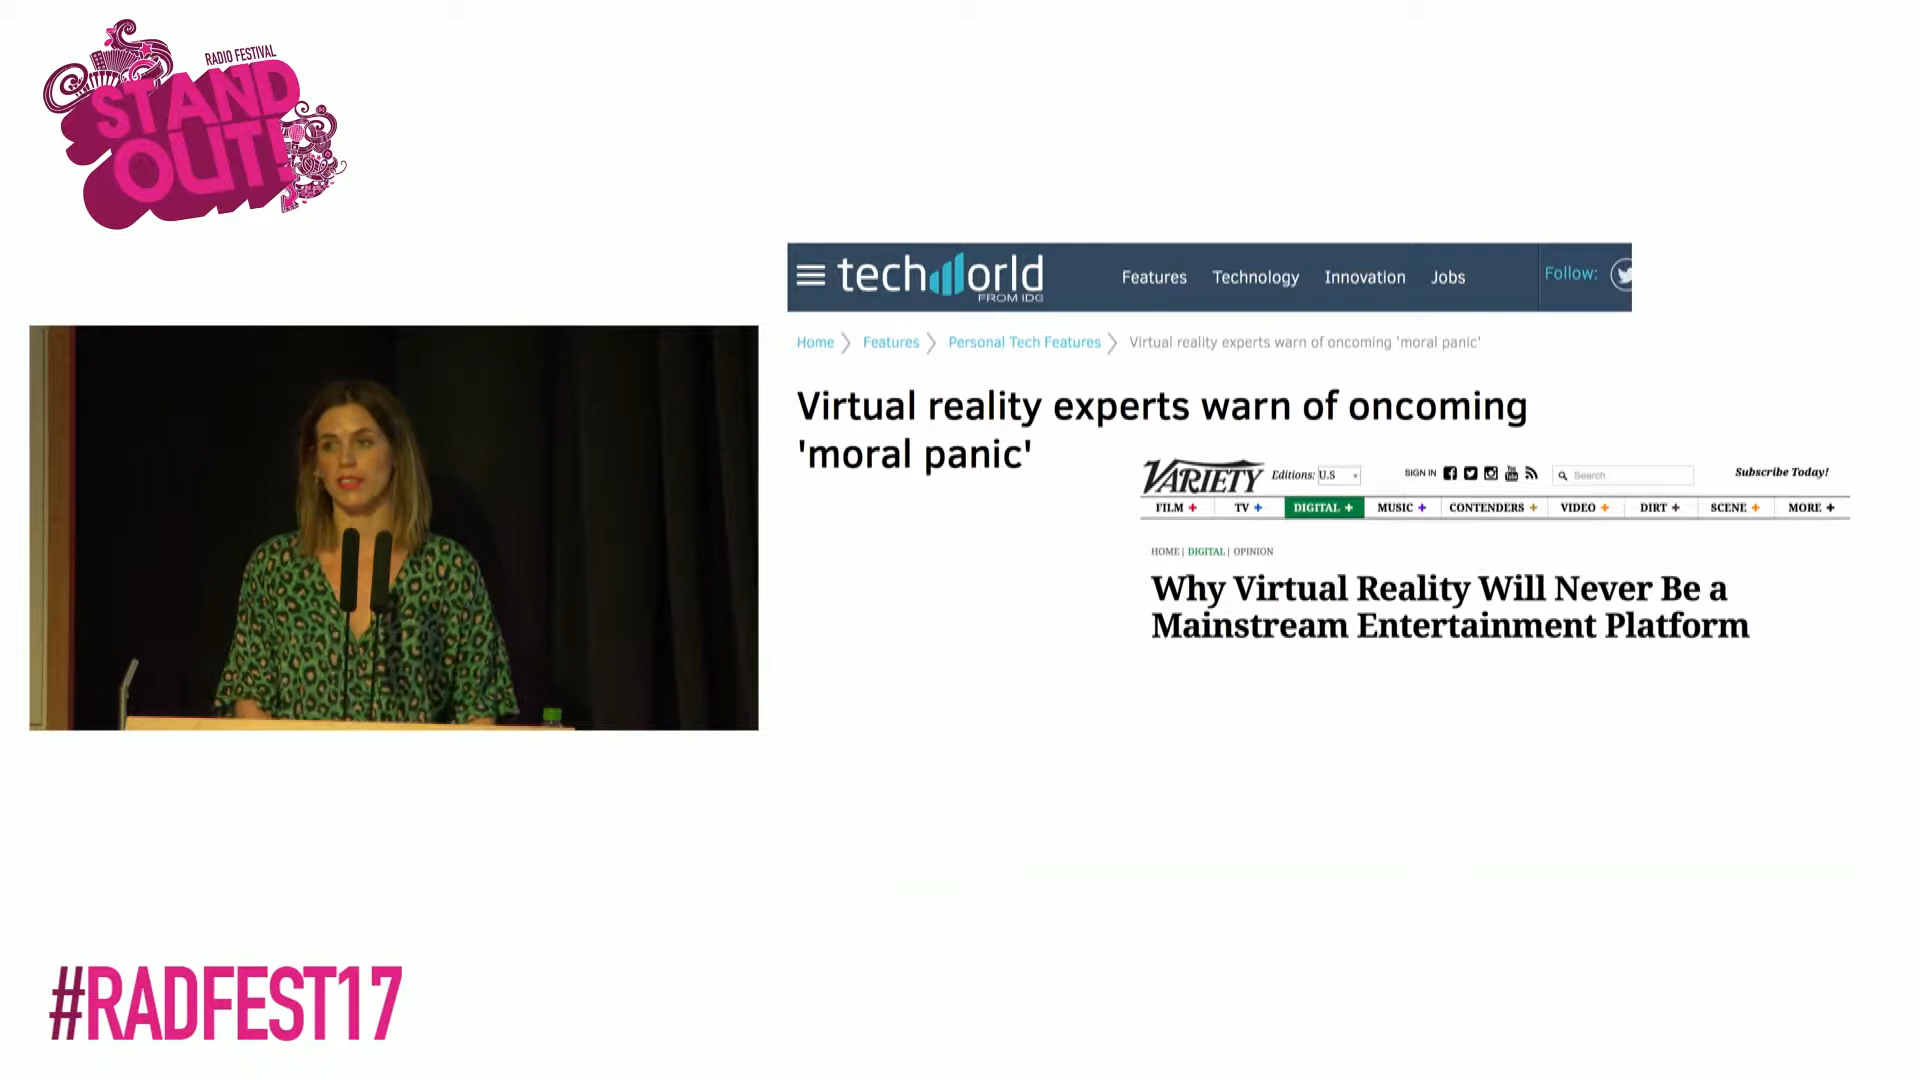 RADIO FESTIVAL
STAND
OUT!
techworld
FROM IDG
Features Technology Innovation Jobs
Follow:
Home Features Personal Tech Features Virtual reality experts warn of oncoming 'moral panic'
Virtual reality experts warn of oncoming
'moral panic'
VARIETY Editions: U.S SIGN IN You Tube Search Subscribe Today!
FILM + TV + DIGITAL + MUSIC + CONTENDERS + VIDEO + DIRT + SCENE + MORE +
HOME | DIGITAL | OPINION
Why Virtual Reality Will Never Be a
Mainstream Entertainment Platform
#RADFEST17